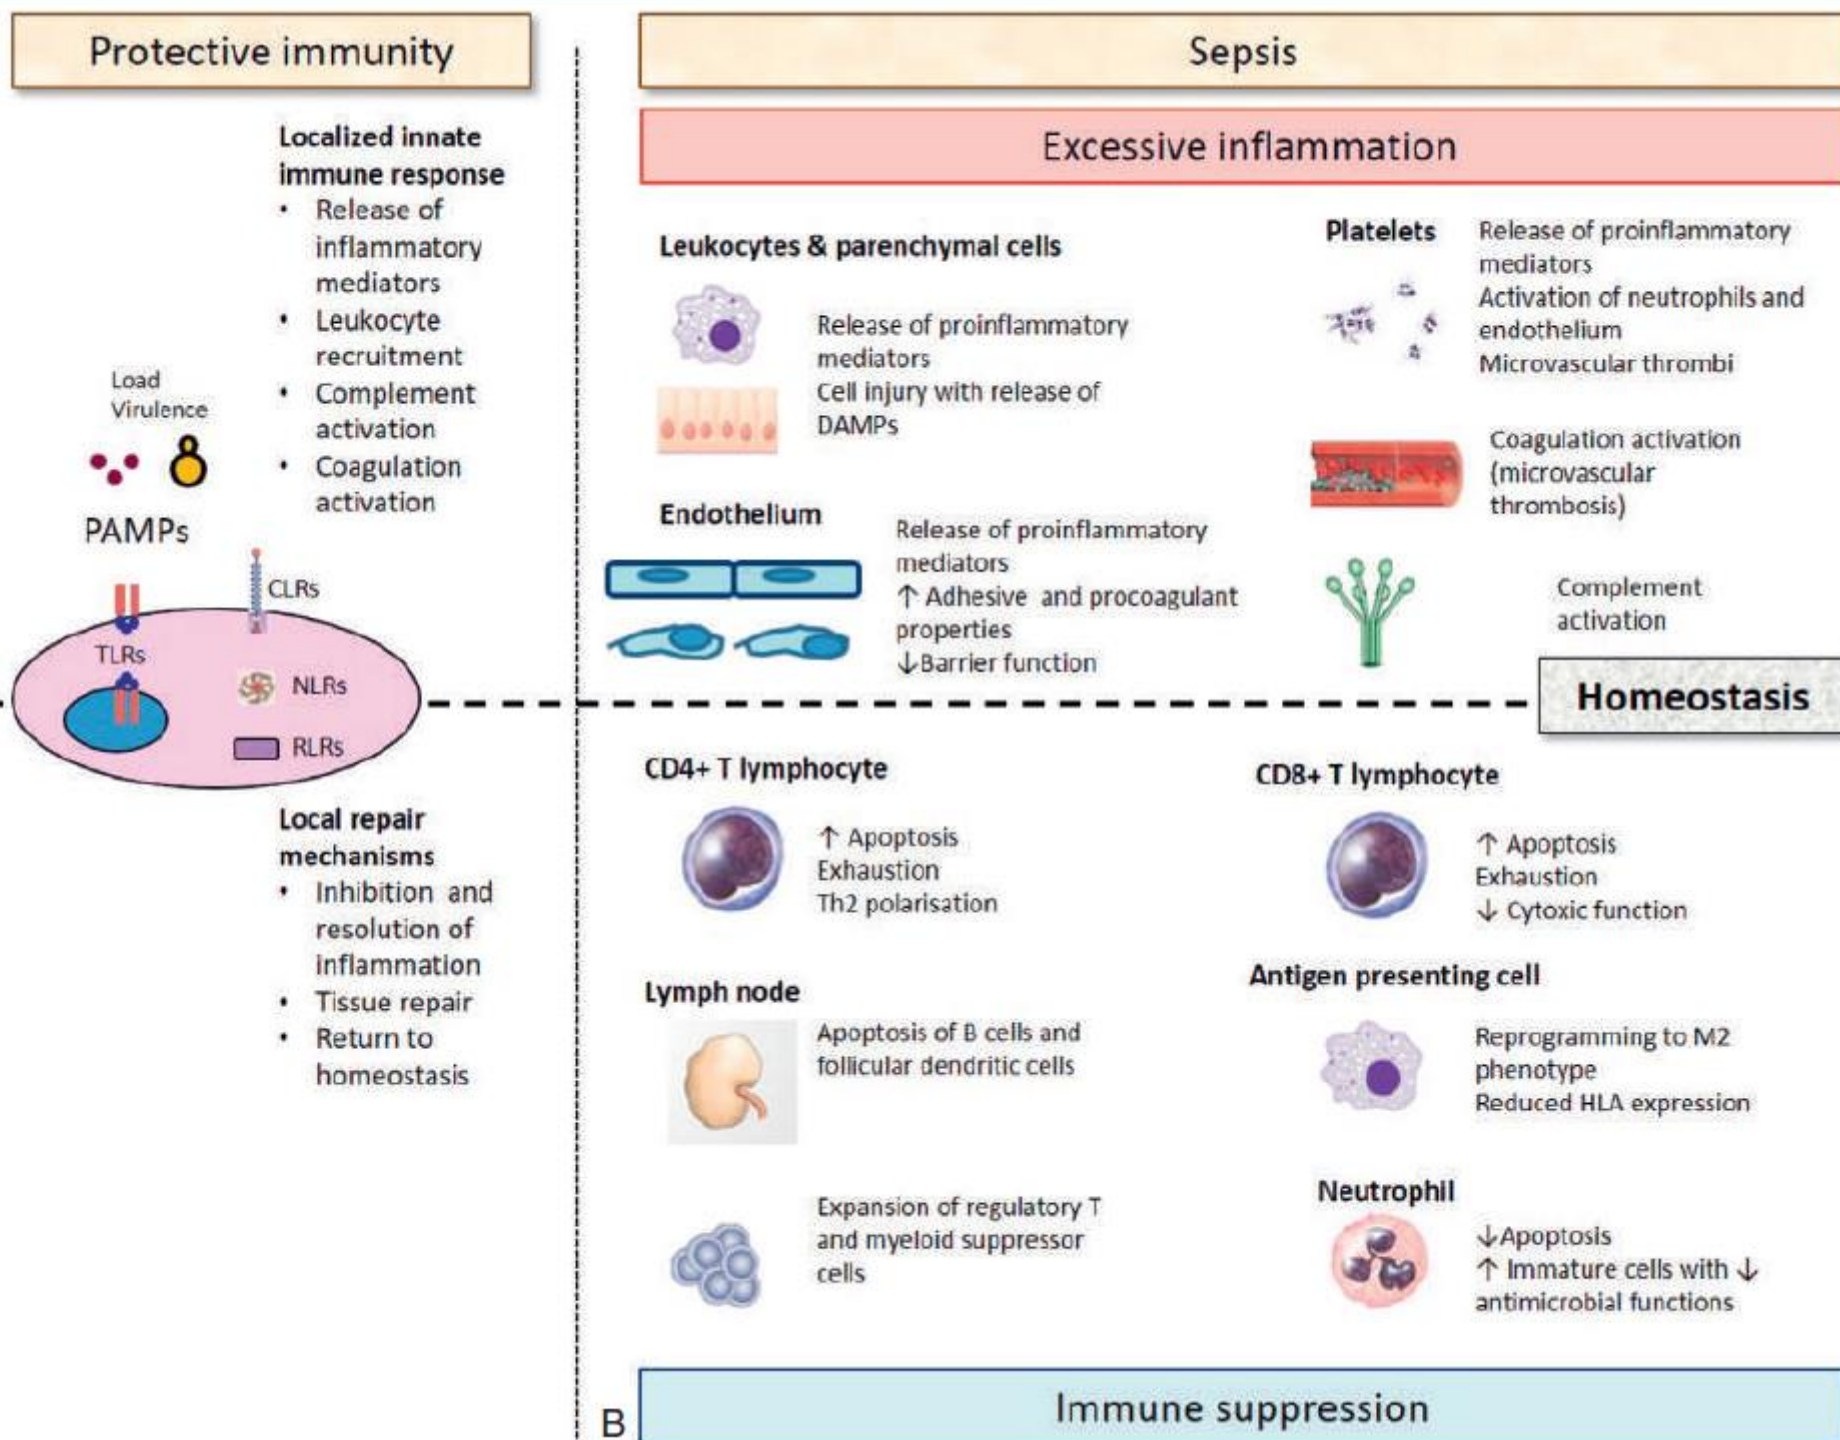 Protective immunity
Localized innate
immune response
• Release of
inflammatory
mediators
• Leukocyte
recruitment
• Complement
activation
• Coagulation
activation
Load
Virulence
PAMPs
CLRs
TLRs
NLRs
RLRs
Local repair
mechanisms
• Inhibition and
resolution of
inflammation
• Tissue repair
• Return to
homeostasis
Sepsis
Excessive inflammation
Leukocytes & parenchymal cells
Release of proinflammatory
mediators
Cell injury with release of
DAMPs
Platelets
Release of proinflammatory
mediators
Activation of neutrophils and
endothelium
Microvascular thrombi
Coagulation activation
(microvascular
thrombosis)
Endothelium
Release of proinflammatory
mediators
↑ Adhesive and procoagulant
properties
↓Barrier function
Complement
activation
Homeostasis
CD4+ T lymphocyte
↑ Apoptosis
Exhaustion
Th2 polarisation
CD8+ T lymphocyte
↑ Apoptosis
Exhaustion
↓ Cytoxic function
Lymph node
Apoptosis of B cells and
follicular dendritic cells
Antigen presenting cell
Reprogramming to M2
phenotype
Reduced HLA expression
Expansion of regulatory T
and myeloid suppressor
cells
Neutrophil
↓Apoptosis
↑ Immature cells with ↓
antimicrobial functions
B
Immune suppression